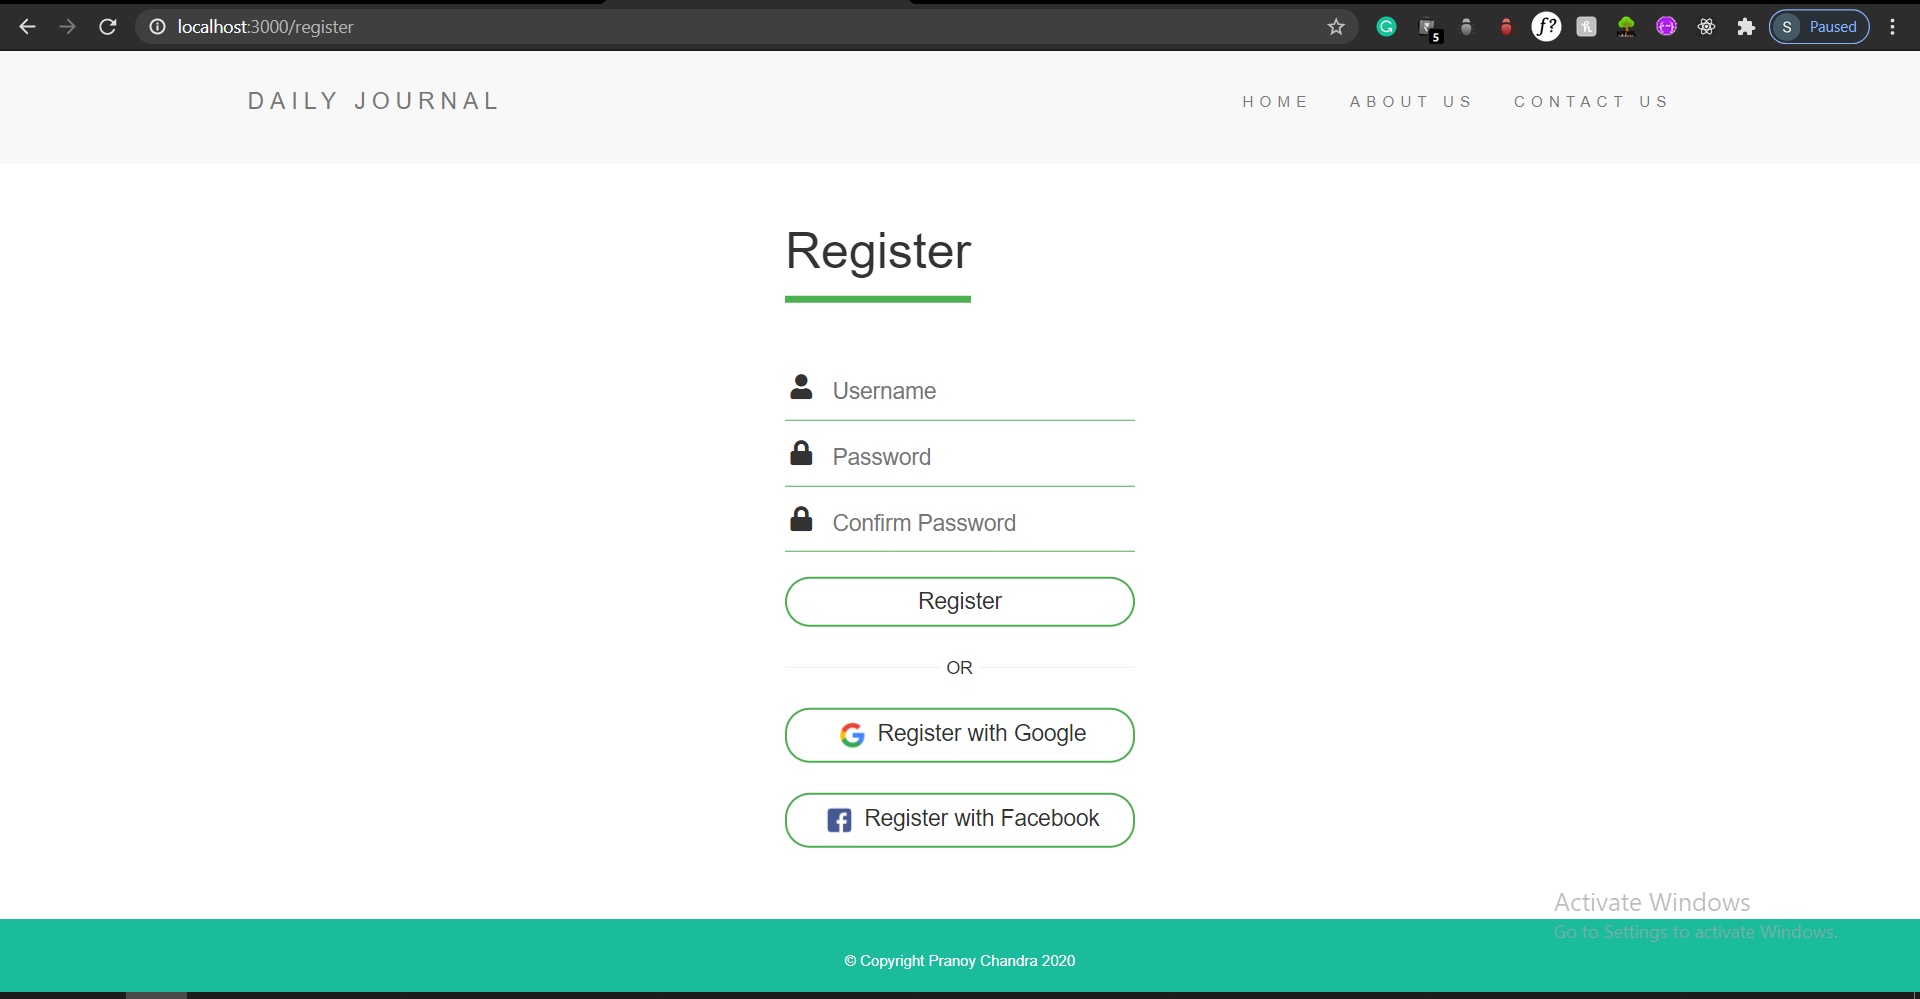 localhost:3000/register
5
f?
S Paused
DAILY JOURNAL
HOME ABOUT US CONTACT US
Register
Username
Password
Confirm Password
Register
OR
Register with Google
Register with Facebook
Activate Windows
Go to Settings to activate Windows.
© Copyright Pranoy Chandra 2020